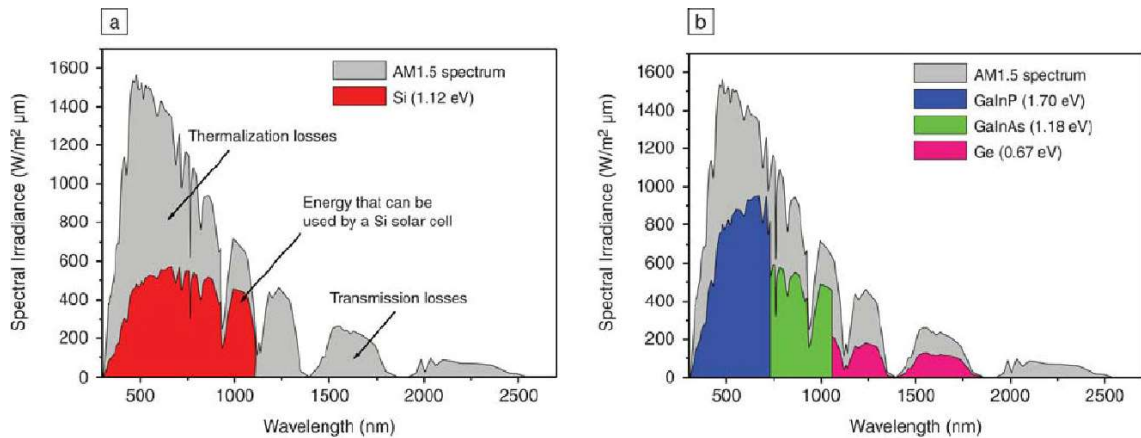 a
1600
1400
1200
1000
800
600
400
200
0
Spectral Irradiance (W/m² µm)
AM1.5 spectrum
Si (1.12 eV)
Thermalization losses
Energy that can be
used by a Si solar cell
Transmission losses
500
1000
1500
2000
2500
Wavelength (nm)
b
1600
1400
1200
1000
800
600
400
200
0
Spectral Irradiance (W/m² µm)
AM1.5 spectrum
GaInP (1.70 eV)
GaInAs (1.18 eV)
Ge (0.67 eV)
500
1000
1500
2000
2500
Wavelength (nm)